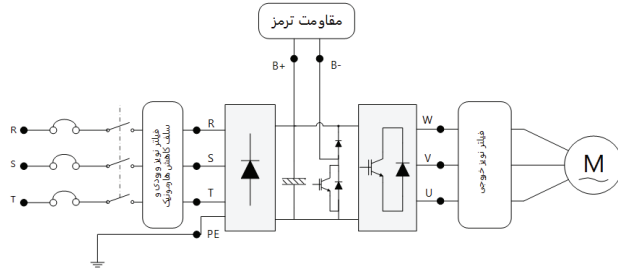 مقاومت ترمز
B+
B-
R
S
T
فیلتر نویز ورودی و
سلف کاهش هارمونیک
R
S
T
PE
W
V
U
فیلتر نویز خروجی
M